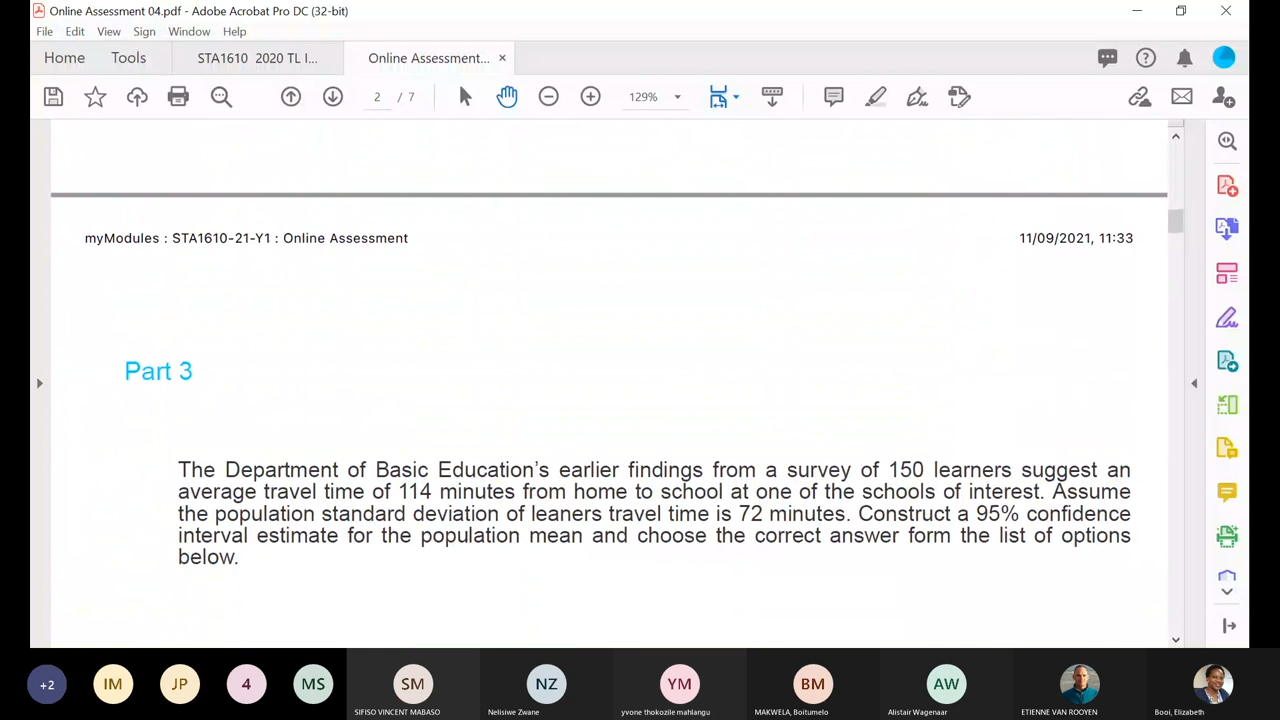 Online Assessment 04.pdf - Adobe Acrobat Pro DC (32-bit)
File Edit View Sign Window Help
Home Tools STA1610 2020 TL I... Online Assessment... ×
2 / 7 129%
myModules : STA1610-21-Y1 : Online Assessment 11/09/2021, 11:33
Part 3
The Department of Basic Education's earlier findings from a survey of 150 learners suggest an
average travel time of 114 minutes from home to school at one of the schools of interest. Assume
the population standard deviation of leaners travel time is 72 minutes. Construct a 95% confidence
interval estimate for the population mean and choose the correct answer form the list of options
below.
+2 IM JP 4 MS SM NZ YM BM AW
SIFISO VINCENT MABASO Nelisiwe Zwane yvone thokozile mahlangu MAKWELA, Boitumelo Alistair Wagenaar ETIENNE VAN ROOYEN Booi, Elizabeth